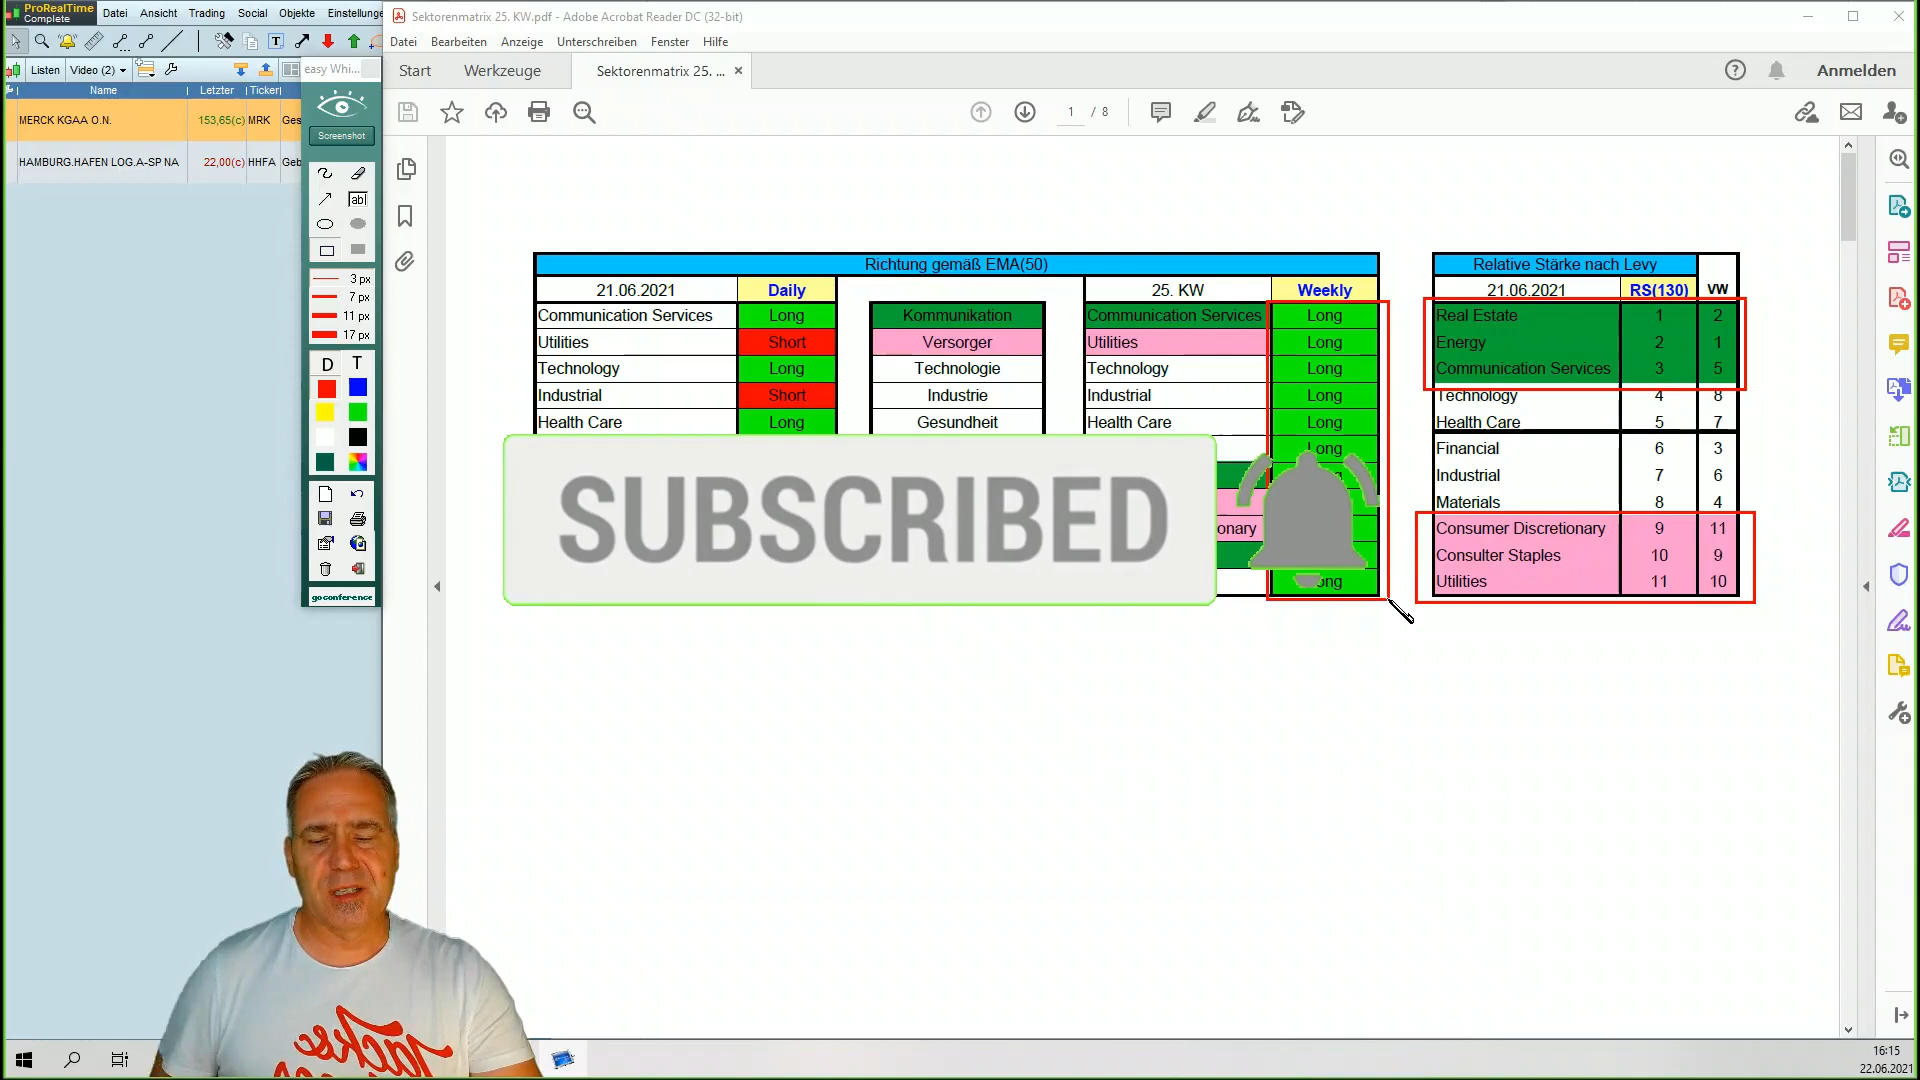 ProRealTime
Complete
Datei Ansicht Trading Social Objekte Einstellunge
Listen Video (2)
Name Letzter Ticker
MERCK KGAA O.N. 153,65(c) MRK Ges
HAMBURG.HAFEN LOG.A-SP NA 22,00(c) HHFA Geb
easy Whi...
Screenshot
abl
3 px
7 px
11 px
17 px
D T
goconference
Sektorenmatrix 25. KW.pdf - Adobe Acrobat Reader DC (32-bit)
Datei Bearbeiten Anzeige Unterschreiben Fenster Hilfe
Start Werkzeuge Sektorenmatrix 25. ... Anmelden
1 / 8
Richtung gemäß EMA(50)
21.06.2021 Daily 25. KW Weekly
Communication Services Long Kommunikation Communication Services Long
Utilities Short Versorger Utilities Long
Technology Long Technologie Technology Long
Industrial Short Industrie Industrial Long
Health Care Long Gesundheit Health Care Long
Long
onary
Long
SUBSCRIBED
Relative Stärke nach Levy
21.06.2021 RS(130) VW
Real Estate 1 2
Energy 2 1
Communication Services 3 5
Technology 4 8
Health Care 5 7
Financial 6 3
Industrial 7 6
Materials 8 4
Consumer Discretionary 9 11
Consulter Staples 10 9
Utilities 11 10
16:15
22.06.2021